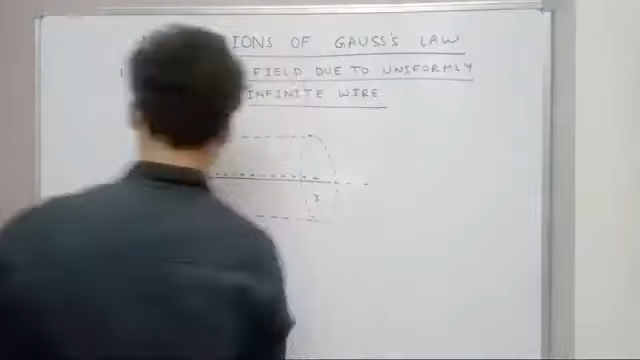 IONS OF GAUSS'S LAW
FIELD DUE TO UNIFORMLY
INFINITE WIRE